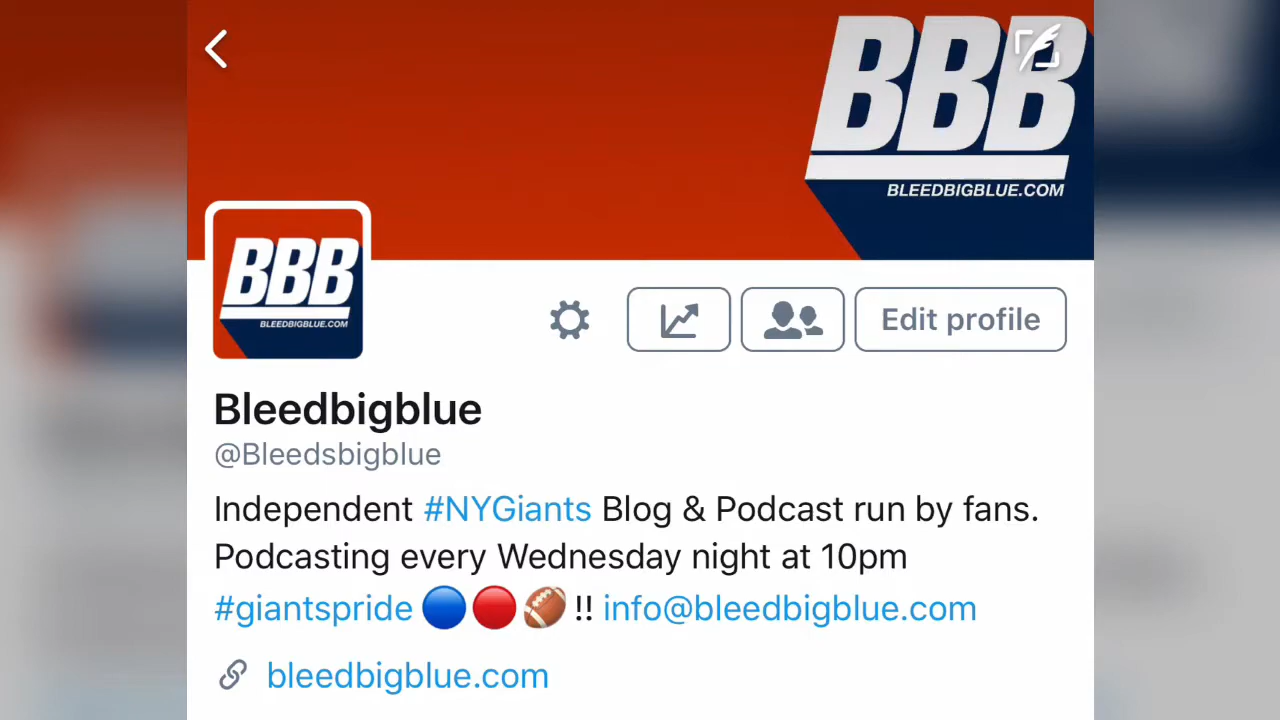 BBB
BLEEDBIGBLUE.COM
BBB
BLEEDBIGBLUE.COM
Edit profile
Bleedbigblue
@Bleedsbigblue
Independent #NYGiants Blog & Podcast run by fans.
Podcasting every Wednesday night at 10pm
#giantspride 🔵🔴🏈 !! info@bleedbigblue.com
bleedbigblue.com